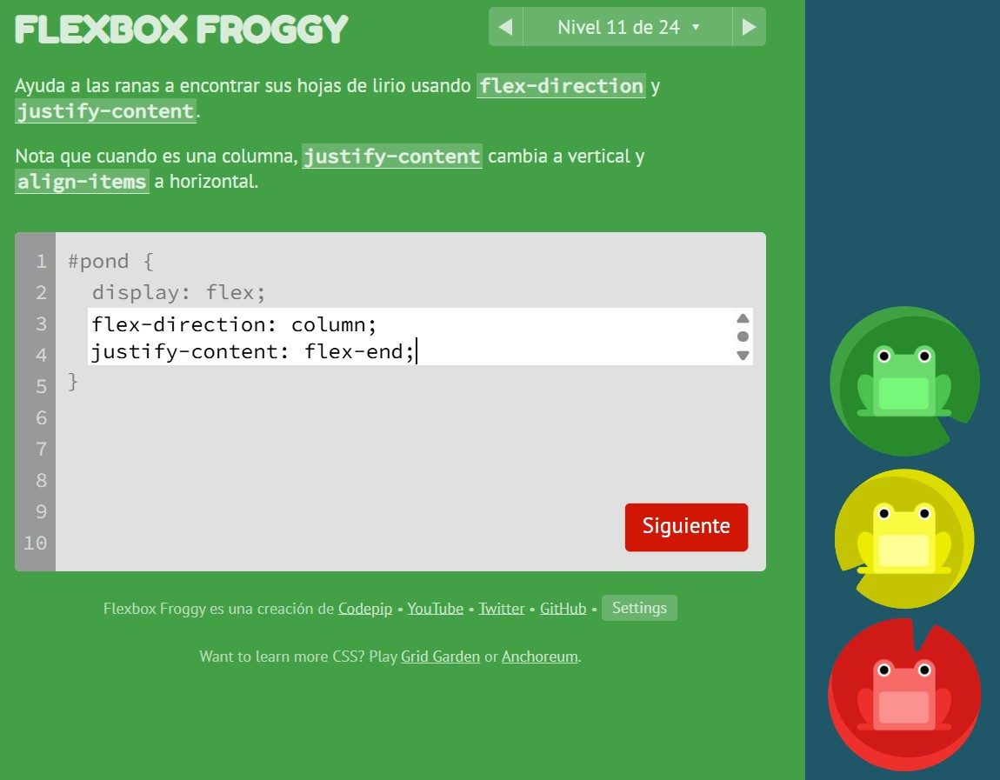 FLEXBOX FROGGY
Nivel 11 de 24
Ayuda a las ranas a encontrar sus hojas de lirio usando flex-direction y
justify-content.
Nota que cuando es una columna, justify-content cambia a vertical y
align-items a horizontal.
1 #pond {
2 display: flex;
3 flex-direction: column;
4 justify-content: flex-end;
5 }
6
7
8
9
10
Siguiente
Flexbox Froggy es una creación de Codepip • YouTube • Twitter • GitHub • Settings
Want to learn more CSS? Play Grid Garden or Anchoreum.